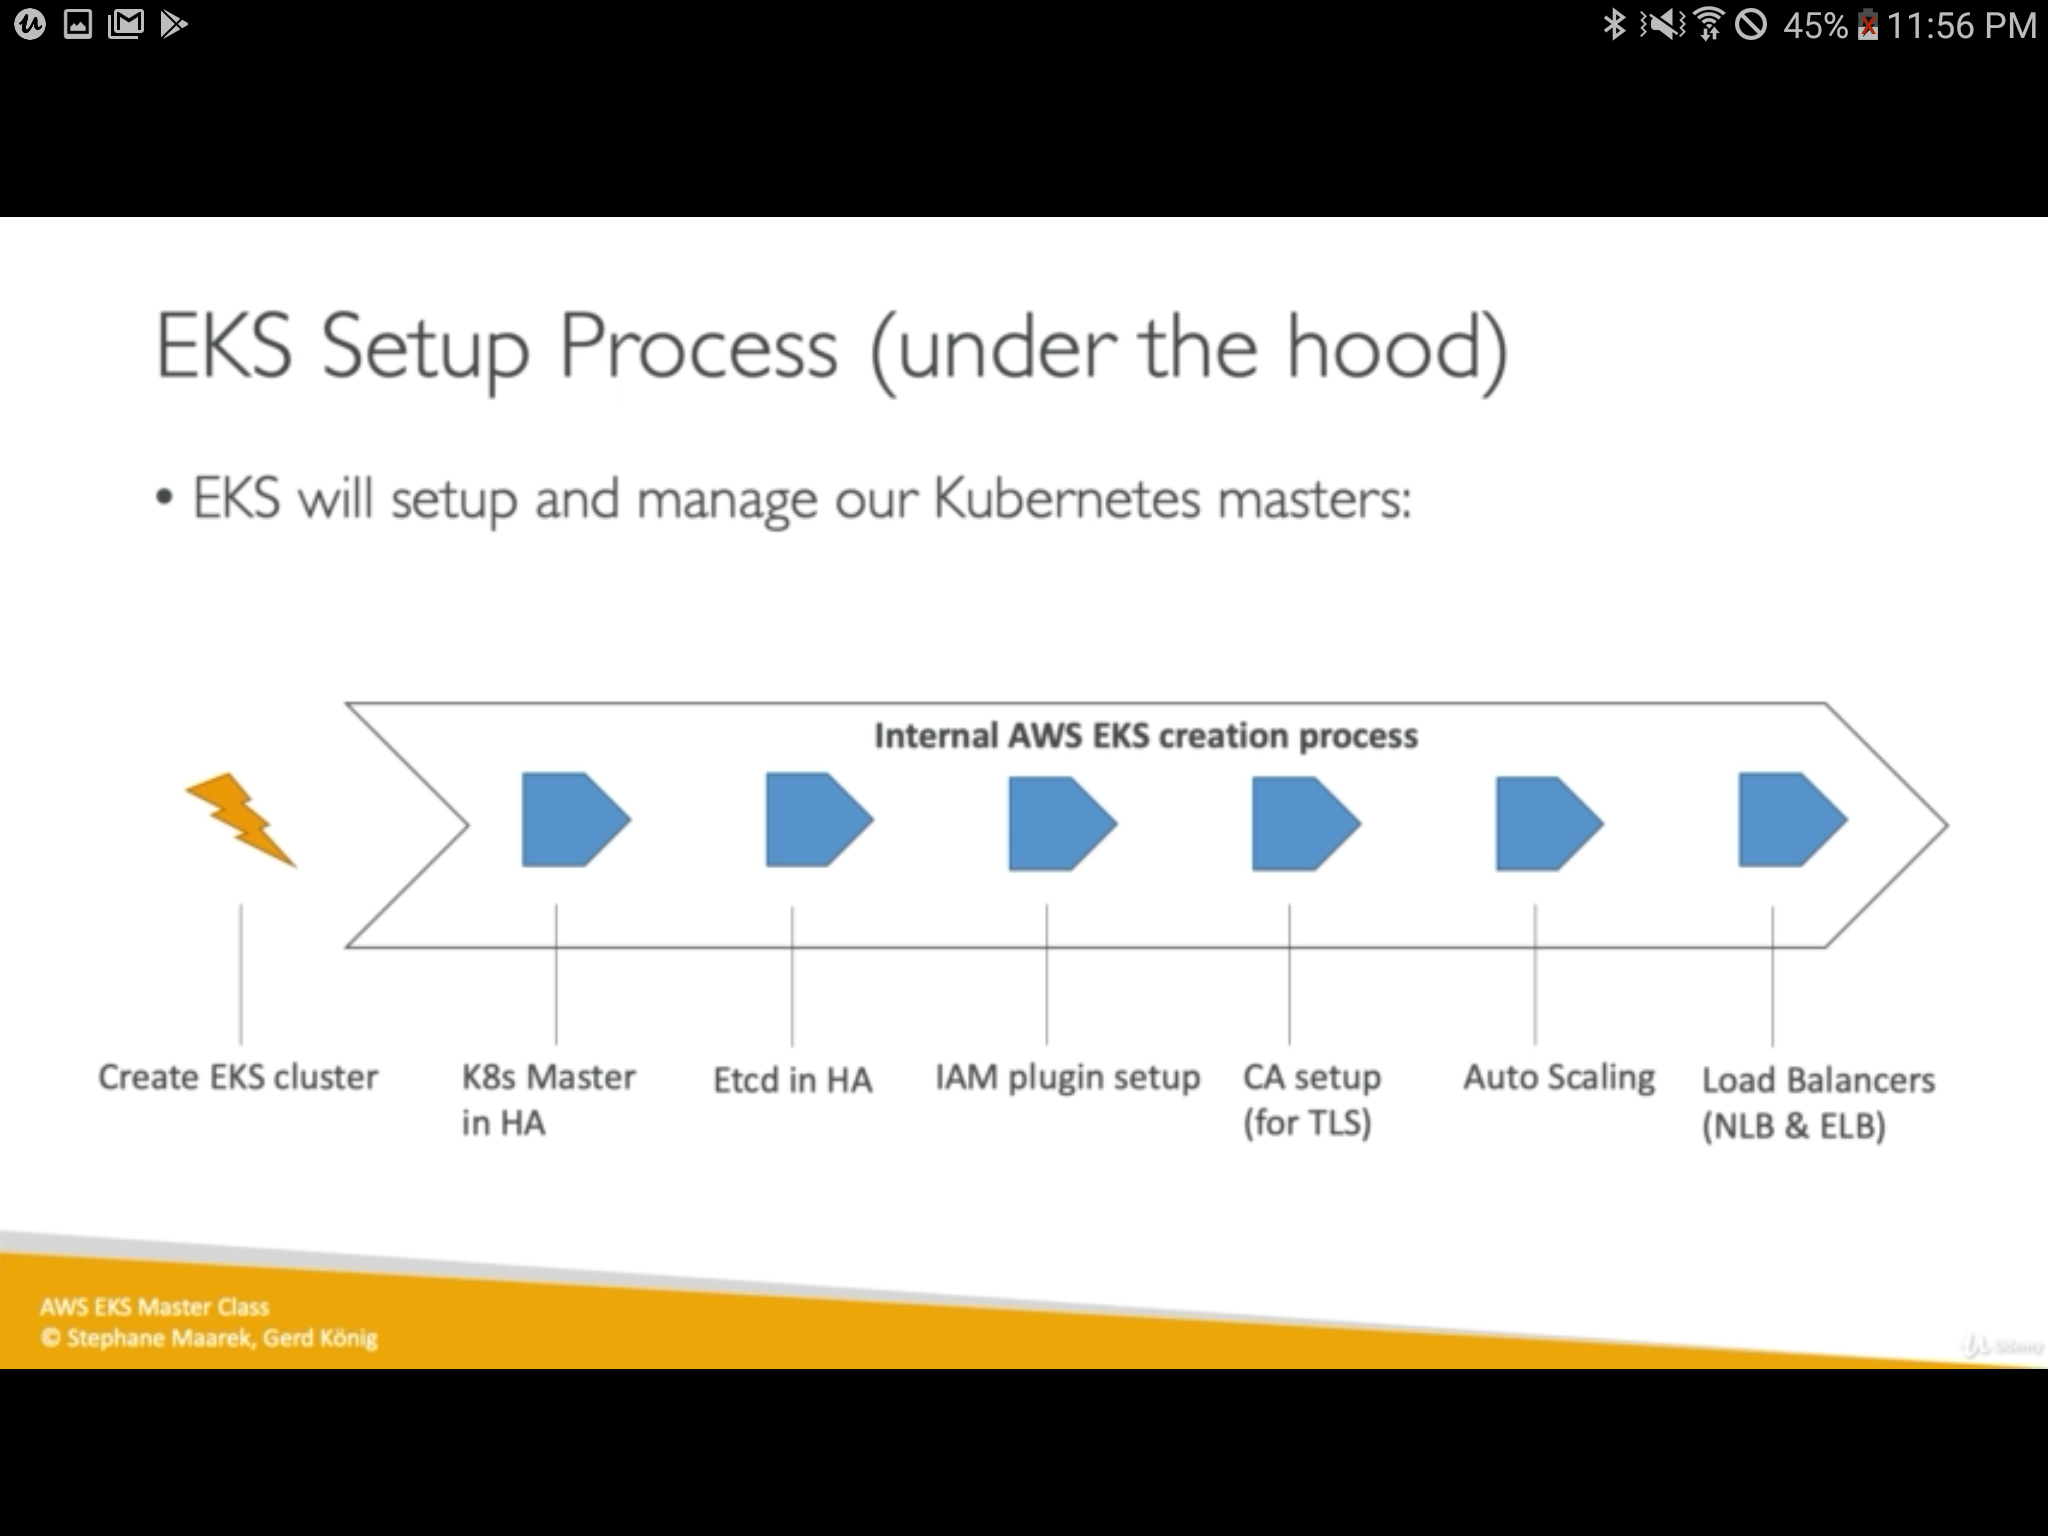 45% 11:56 PM
EKS Setup Process (under the hood)
• EKS will setup and manage our Kubernetes masters:
Internal AWS EKS creation process
Create EKS cluster
K8s Master
in HA
Etcd in HA
IAM plugin setup
CA setup
(for TLS)
Auto Scaling
Load Balancers
(NLB & ELB)
AWS EKS Master Class
© Stephane Maarek, Gerd König
Udemy